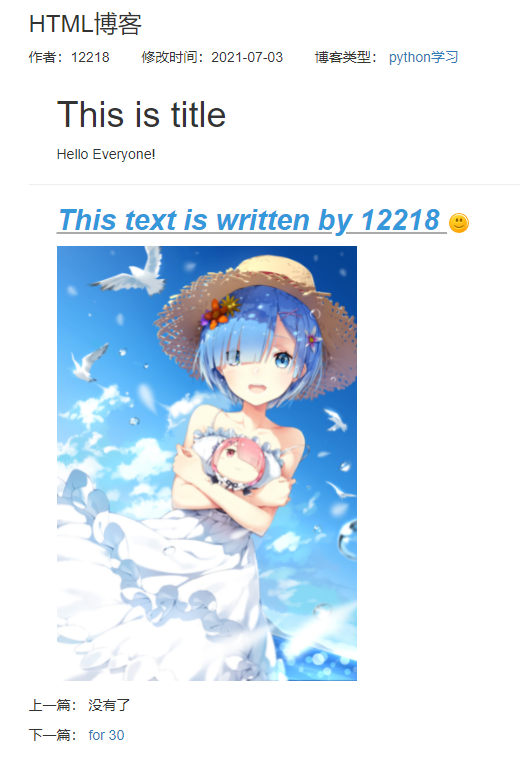 HTML博客
作者：12218 修改时间：2021-07-03 博客类型： python学习
This is title
Hello Everyone!
This text is written by 12218
上一篇： 没有了
下一篇： for 30